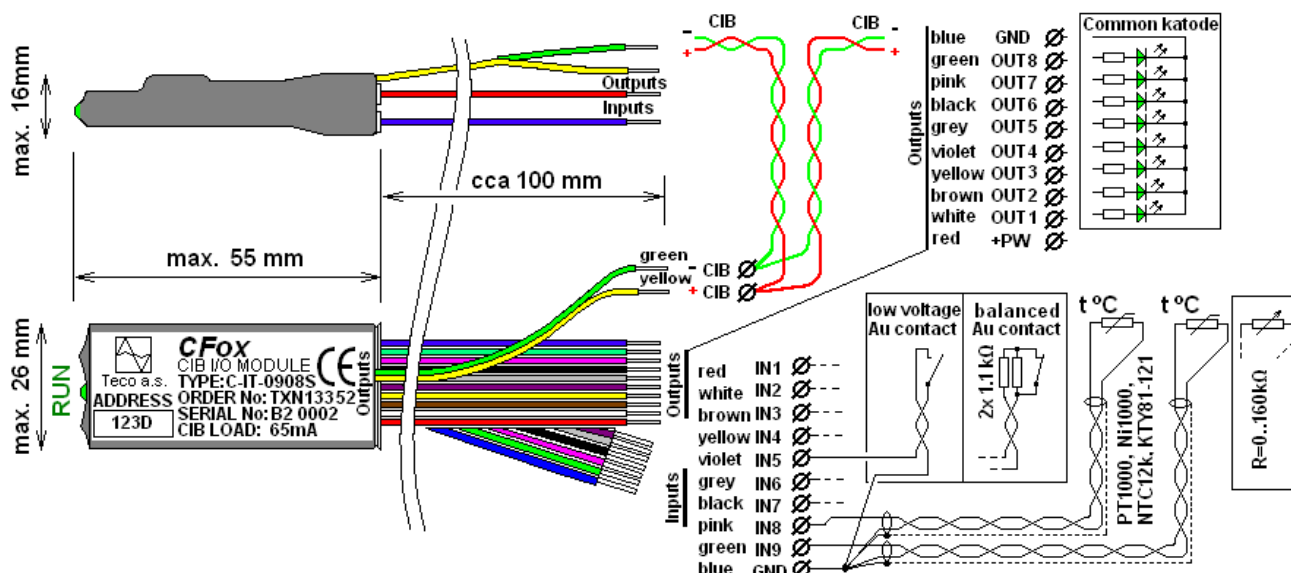 max. 16mm
Outputs
Inputs
cca 100 mm
max. 55 mm
- CIB
+
CIB -
+
green
yellow
- CIB
+ CIB
Outputs
blue GND
green OUT8
pink OUT7
black OUT6
grey OUT5
violet OUT4
yellow OUT3
brown OUT2
white OUT1
red +PW
Common katode
max. 26 mm
RUN
Teco a.s.
ADDRESS
123D
CFox
CIB I/O MODULE
TYPE:C-IT-0908S
ORDER No:TXN13352
SERIAL No:B2 0002
CIB LOAD: 65mA
CE
Outputs
Outputs
Inputs
red IN1
white IN2
brown IN3
yellow IN4
violet IN5
grey IN6
black IN7
pink IN8
green IN9
blue GND
low voltage
Au contact
balanced
Au contact
2x 1.1 kΩ
t ºC
t ºC
PT1000, Ni1000,
NTC12k, KTY81-121
R=0..160kΩ